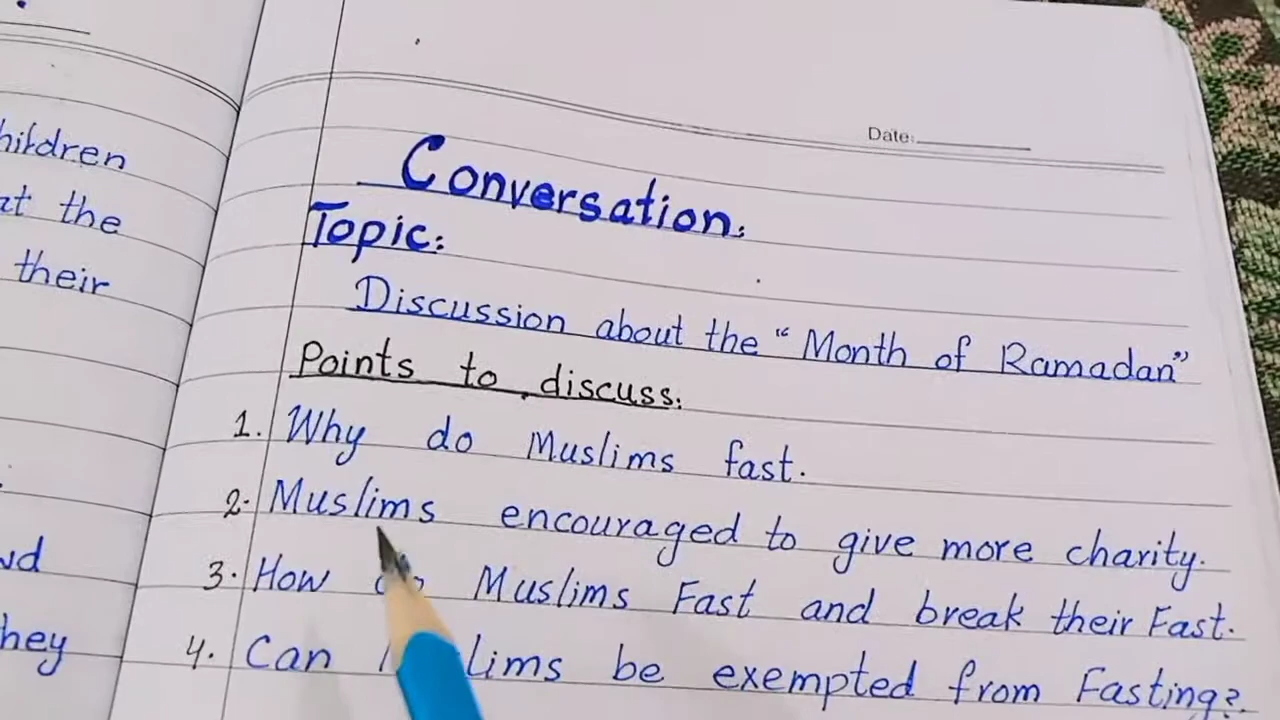 hildren
at the
their
hey
Date:
Conversation:
Topic:
Discussion about the “Month of Ramadan”
Points to discuss:
1. Why do Muslims fast.
2. Muslims encouraged to give more charity.
3. How do Muslims Fast and break their Fast.
4. Can lims be exempted from Fasting?